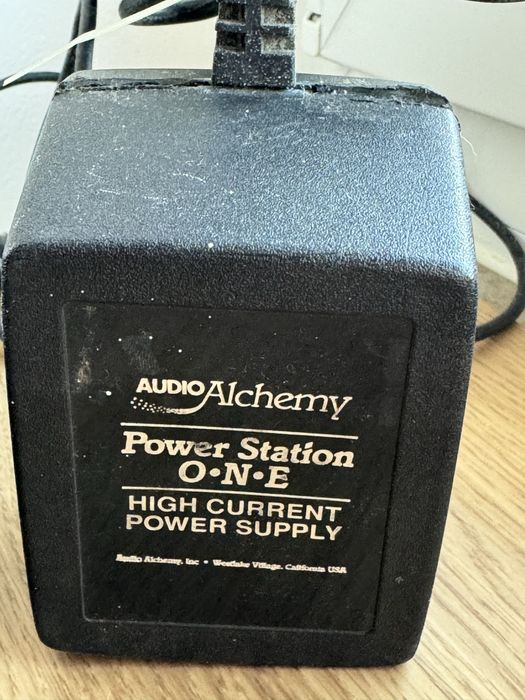 AUDIO Alchemy
Power Station
O•N•E
HIGH CURRENT
POWER SUPPLY
Audio Alchemy, Inc • Westlake Village, California USA